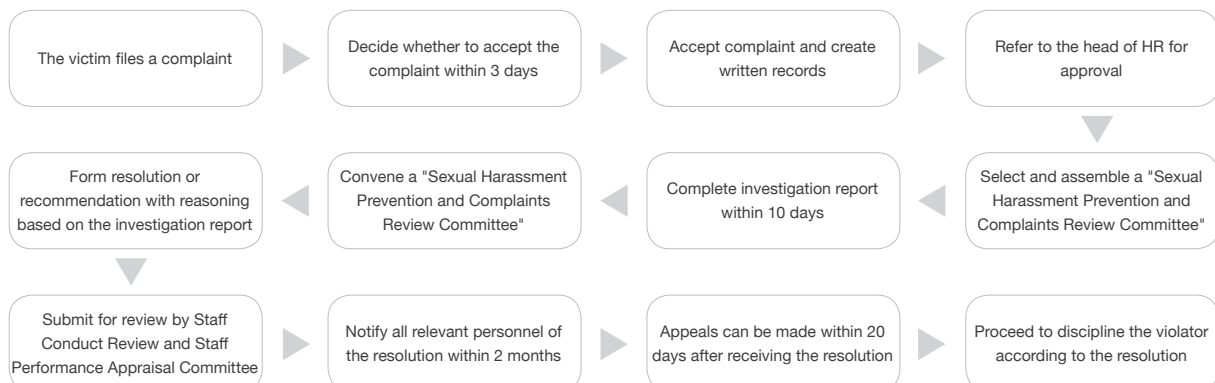 The victim files a complaint
Decide whether to accept the
complaint within 3 days
Accept complaint and create
written records
Refer to the head of HR for
approval
Select and assemble a "Sexual
Harassment Prevention and
Complaints Review Committee"
Complete investigation report
within 10 days
Convene a "Sexual Harassment
Prevention and Complaints
Review Committee"
Form resolution or
recommendation with reasoning
based on the investigation report
Submit for review by Staff
Conduct Review and Staff
Performance Appraisal Committee
Notify all relevant personnel of
the resolution within 2 months
Appeals can be made within 20
days after receiving the resolution
Proceed to discipline the violator
according to the resolution